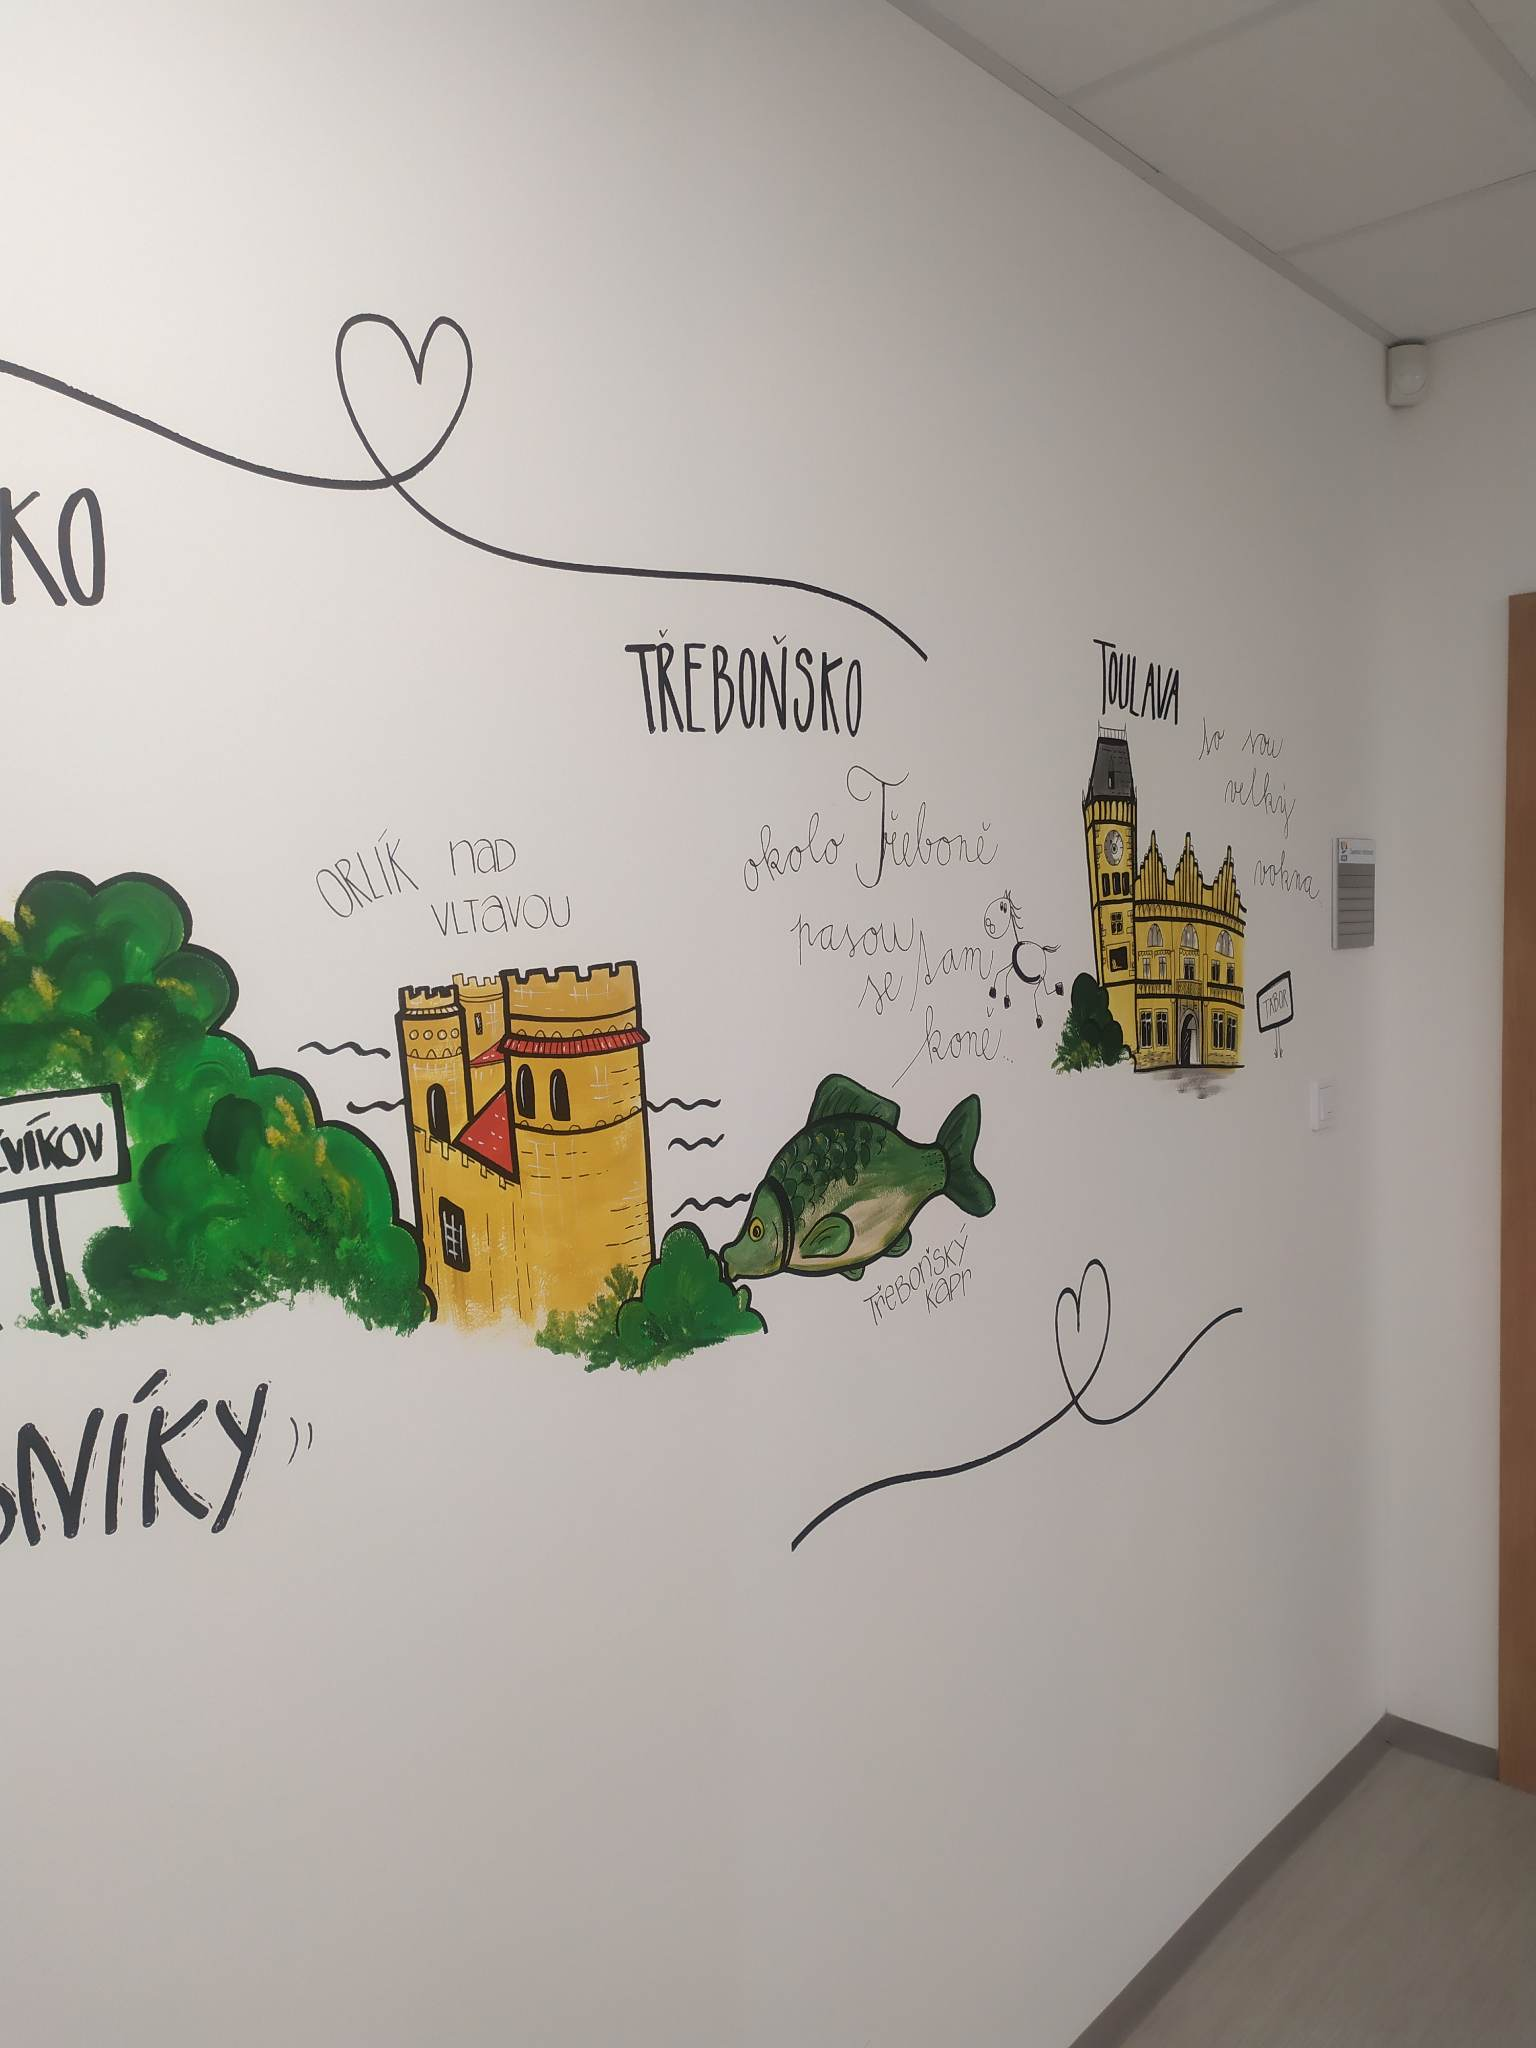 KO
TŘEBOŇSKO
TOULAVA
to sou
velký
vokna
ORLÍK nad
VLTAVOU
okolo Třeboně
pasou
se sam
koně...
TÁBOR
VÍKOV
Třeboňský
kapr
NÍKY